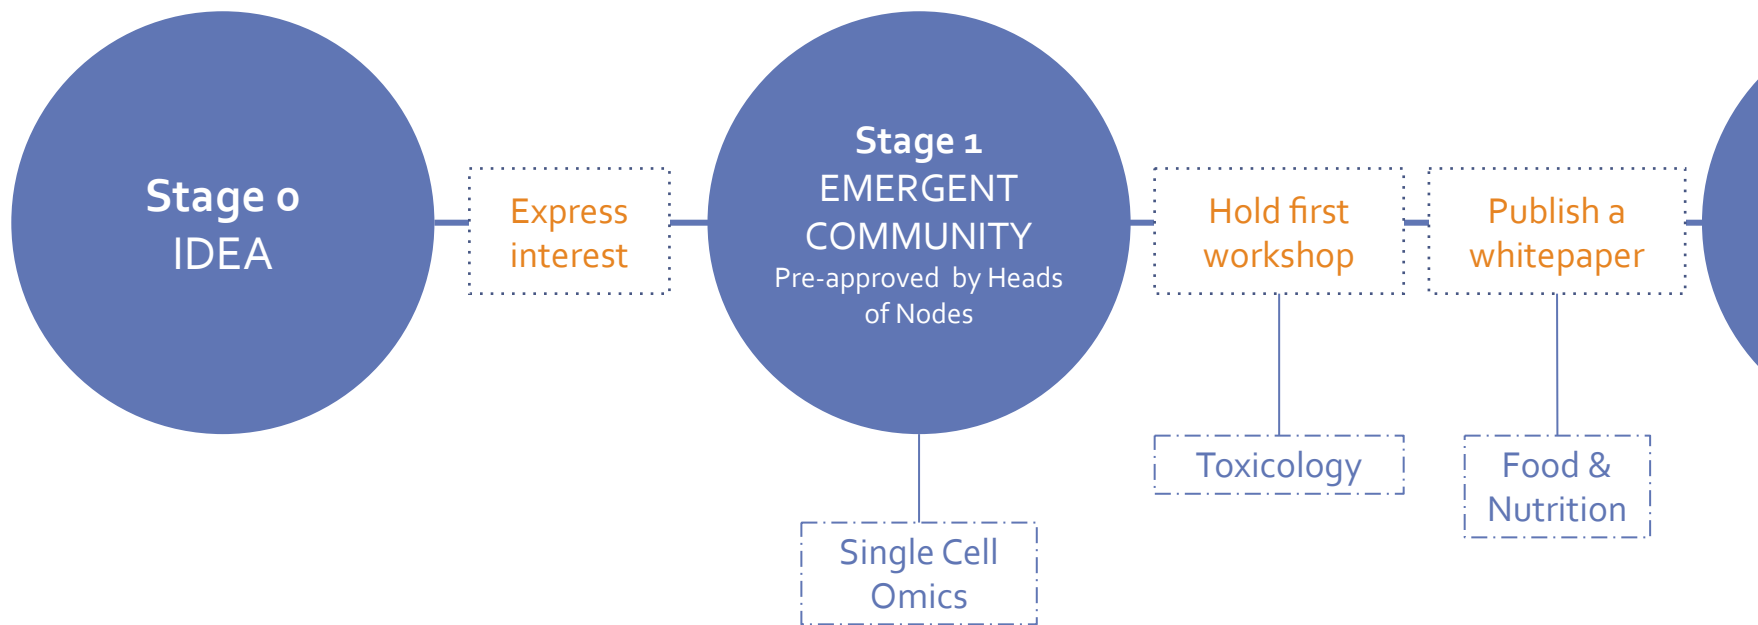 Stage 0
IDEA
Express
interest
Stage 1
EMERGENT
COMMUNITY
Pre-approved by Heads
of Nodes
Hold first
workshop
Publish a
whitepaper
Single Cell
Omics
Toxicology
Food &
Nutrition